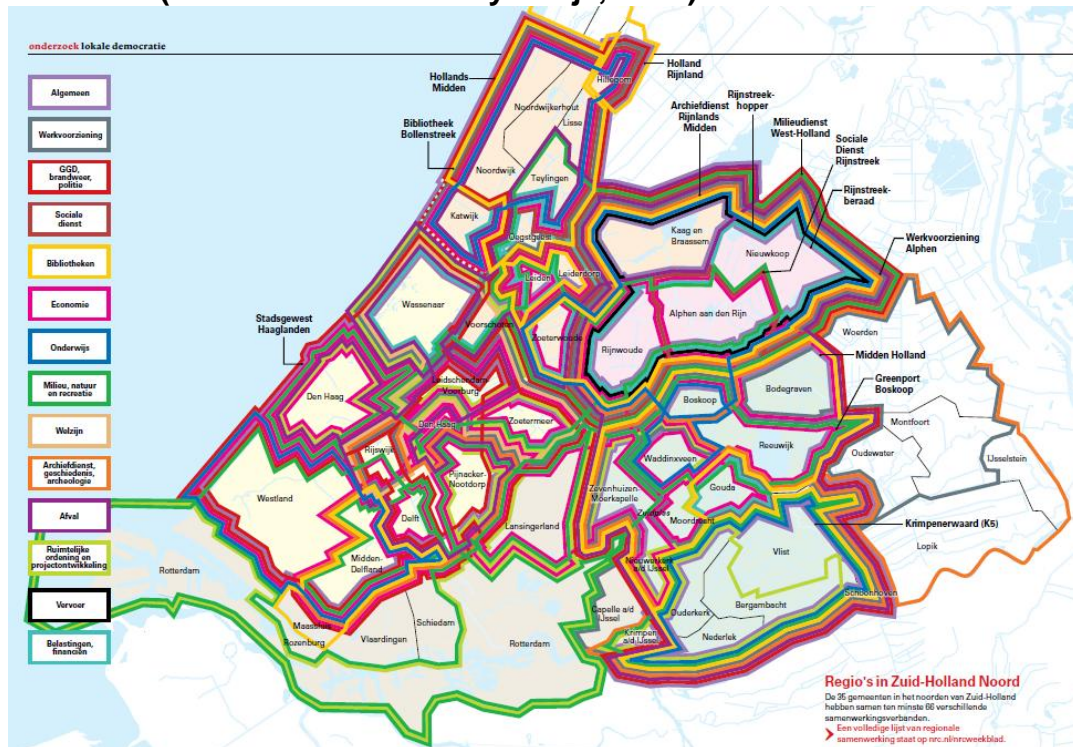 onderzoek lokale democratie
Algemeen
Werkvoorziening
GGD,
brandweer,
politie
Sociale
dienst
Bibliotheken
Economie
Onderwijs
Milieu, natuur
en recreatie
Welzijn
Archiefdienst,
geschiedenis,
archeologie
Afval
Ruimtelijke
ordening en
projectontwikkeling
Vervoer
Belastingen,
financiën
Hollands
Midden
Bibliotheek
Bollenstreek
Holland
Rijnland
Archiefdienst
Rijnlands
Midden
Rijnstreek-
hopper
Milieudienst
West-Holland
Sociale
Dienst
Rijnstreek
Rijnstreek-
beraad
Werkvoorziening
Alphen
Stadsgewest
Haaglanden
Midden Holland
Greenport
Boskoop
Krimpenerwaard (K5)
Hillegom
Noordwijkerhout
Lisse
Noordwijk
Teylingen
Katwijk
Oegstgeest
Leiden
Leiderdorp
Kaag en
Braassem
Nieuwkoop
Wassenaar
Voorschoten
Zoeterwoude
Rijnwoude
Alphen aan den Rijn
Woerden
Den Haag
Leidschendam-
Voorburg
Den Haag
Zoetermeer
Boskoop
Bodegraven
Reeuwijk
Montfoort
Oudewater
IJsselstein
Rijswijk
Pijnacker-
Nootdorp
Waddinxveen
Gouda
Zevenhuizen-
Moerkapelle
Zuidplas
Moordrecht
Westland
Delft
Lansingerland
Midden-
Delfland
Nieuwerkerk
a/d IJssel
Vlist
Lopik
Rotterdam
Bergambacht
Schoonhoven
Ouderkerk
Nederlek
Capelle a/d
IJssel
Krimpen
a/d IJssel
Maassluis
Rozenburg
Vlaardingen
Schiedam
Rotterdam
Regio's in Zuid-Holland Noord
De 35 gemeenten in het noorden van Zuid-Holland
hebben samen ten minste 66 verschillende
samenwerkingsverbanden.
Een volledige lijst van regionale
samenwerking staat op nrc.nl/nrcweekblad.